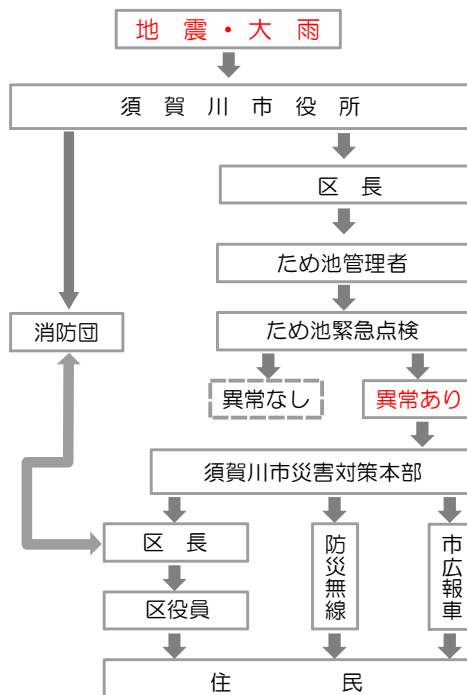 地 震・大 雨
須 賀 川 市 役 所
区 長
ため池管理者
消防団
ため池緊急点検
異常なし
異常あり
須賀川市災害対策本部
区 長
防災無線
市広報車
区役員
住 民